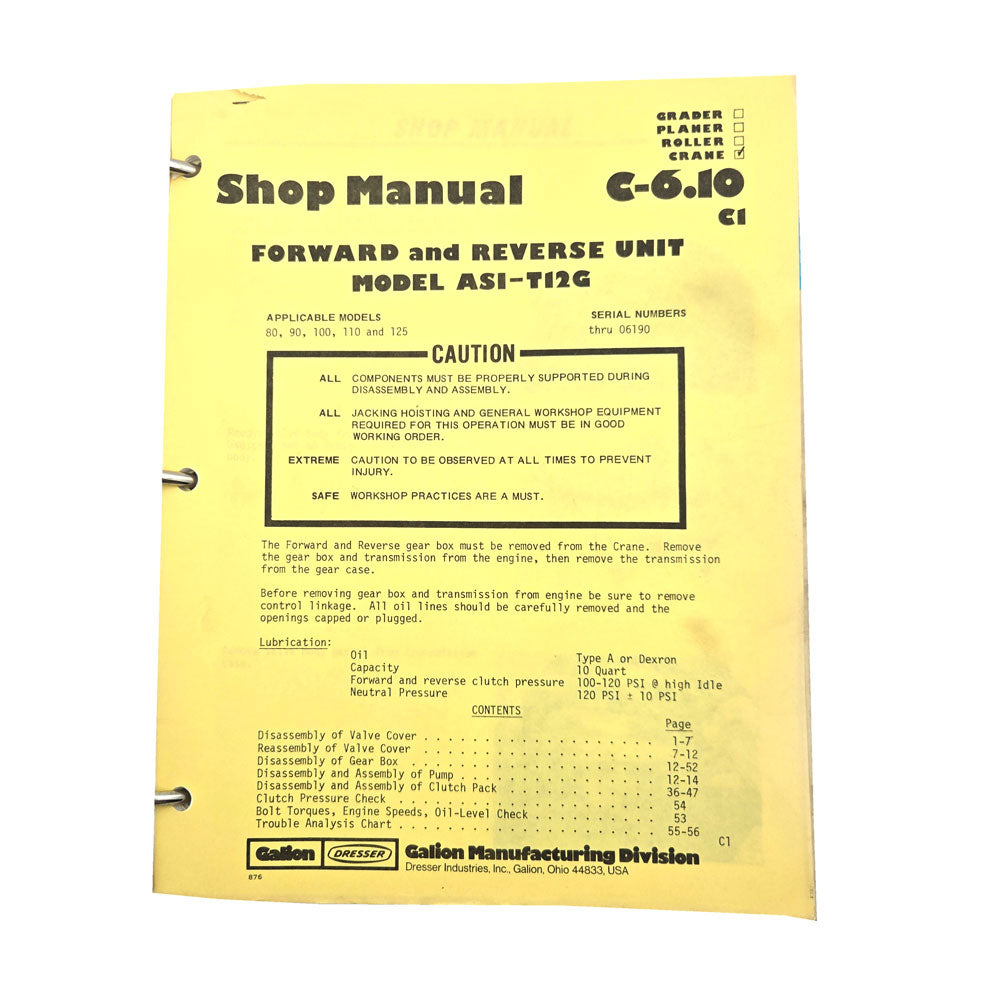 GRADER ☐
PLANER ☐
ROLLER ☐
CRANE ☑
Shop Manual C-6.10
C1
FORWARD and REVERSE UNIT
MODEL AS1-T12G
APPLICABLE MODELS SERIAL NUMBERS
80, 90, 100, 110 and 125 thru 06190
CAUTION
ALL COMPONENTS MUST BE PROPERLY SUPPORTED DURING
DISASSEMBLY AND ASSEMBLY.
ALL JACKING HOISTING AND GENERAL WORKSHOP EQUIPMENT
REQUIRED FOR THIS OPERATION MUST BE IN GOOD
WORKING ORDER.
EXTREME CAUTION TO BE OBSERVED AT ALL TIMES TO PREVENT
INJURY.
SAFE WORKSHOP PRACTICES ARE A MUST.
The Forward and Reverse gear box must be removed from the Crane. Remove
the gear box and transmission from the engine, then remove the transmission
from the gear case.
Before removing gear box and transmission from engine be sure to remove
control linkage. All oil lines should be carefully removed and the
openings capped or plugged.
Lubrication:
Oil Type A or Dexron
Capacity 10 Quart
Forward and reverse clutch pressure 100-120 PSI @ high Idle
Neutral Pressure 120 PSI ± 10 PSI
CONTENTS
Page
Disassembly of Valve Cover . . . . . . . . . . . . . . . . . . . . 1-7
Reassembly of Valve Cover . . . . . . . . . . . . . . . . . . . . 7-12
Disassembly of Gear Box . . . . . . . . . . . . . . . . . . . . . 12-52
Disassembly and Assembly of Pump . . . . . . . . . . . . . . . . . 12-14
Disassembly and Assembly of Clutch Pack . . . . . . . . . . . . . 36-47
Clutch Pressure Check . . . . . . . . . . . . . . . . . . . . . . 54
Bolt Torques, Engine Speeds, Oil-Level Check . . . . . . . . . . . 53
Trouble Analysis Chart . . . . . . . . . . . . . . . . . . . . . . 55-56
C1
Galion DRESSER Galion Manufacturing Division
Dresser Industries, Inc., Galion, Ohio 44833, USA
876